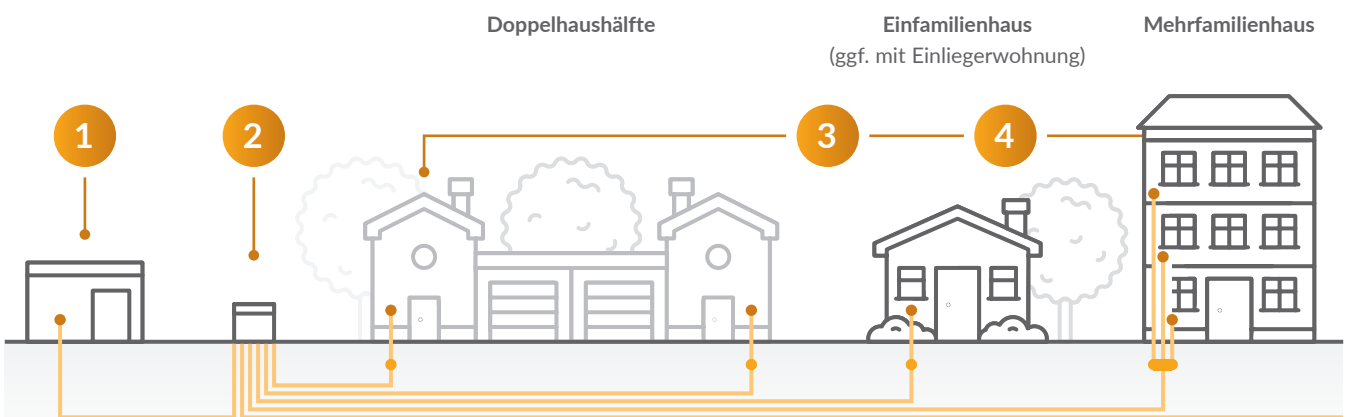 Doppelhaushälfte
Einfamilienhaus
(ggf. mit Einliegerwohnung)
Mehrfamilienhaus
1
2
3
4